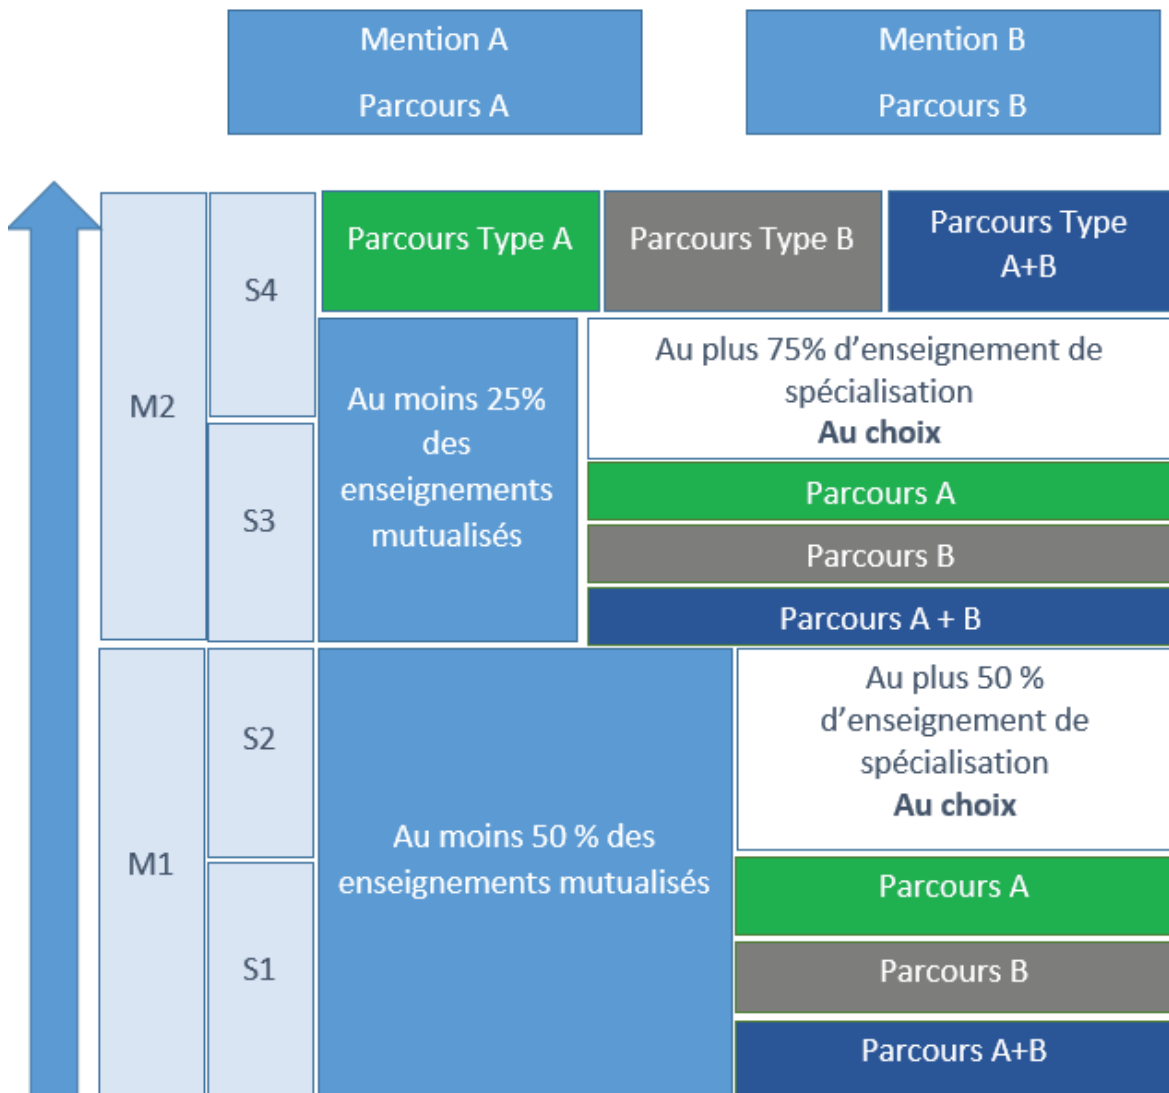 Mention A
Parcours A
Mention B
Parcours B
M2
S4
Parcours Type A
Parcours Type B
Parcours Type
A+B
S3
Au moins 25%
des
enseignements
mutualisés
Au plus 75% d’enseignement de
spécialisation
Au choix
Parcours A
Parcours B
Parcours A + B
M1
S2
S1
Au moins 50 % des
enseignements mutualisés
Au plus 50 %
d’enseignement de
spécialisation
Au choix
Parcours A
Parcours B
Parcours A+B